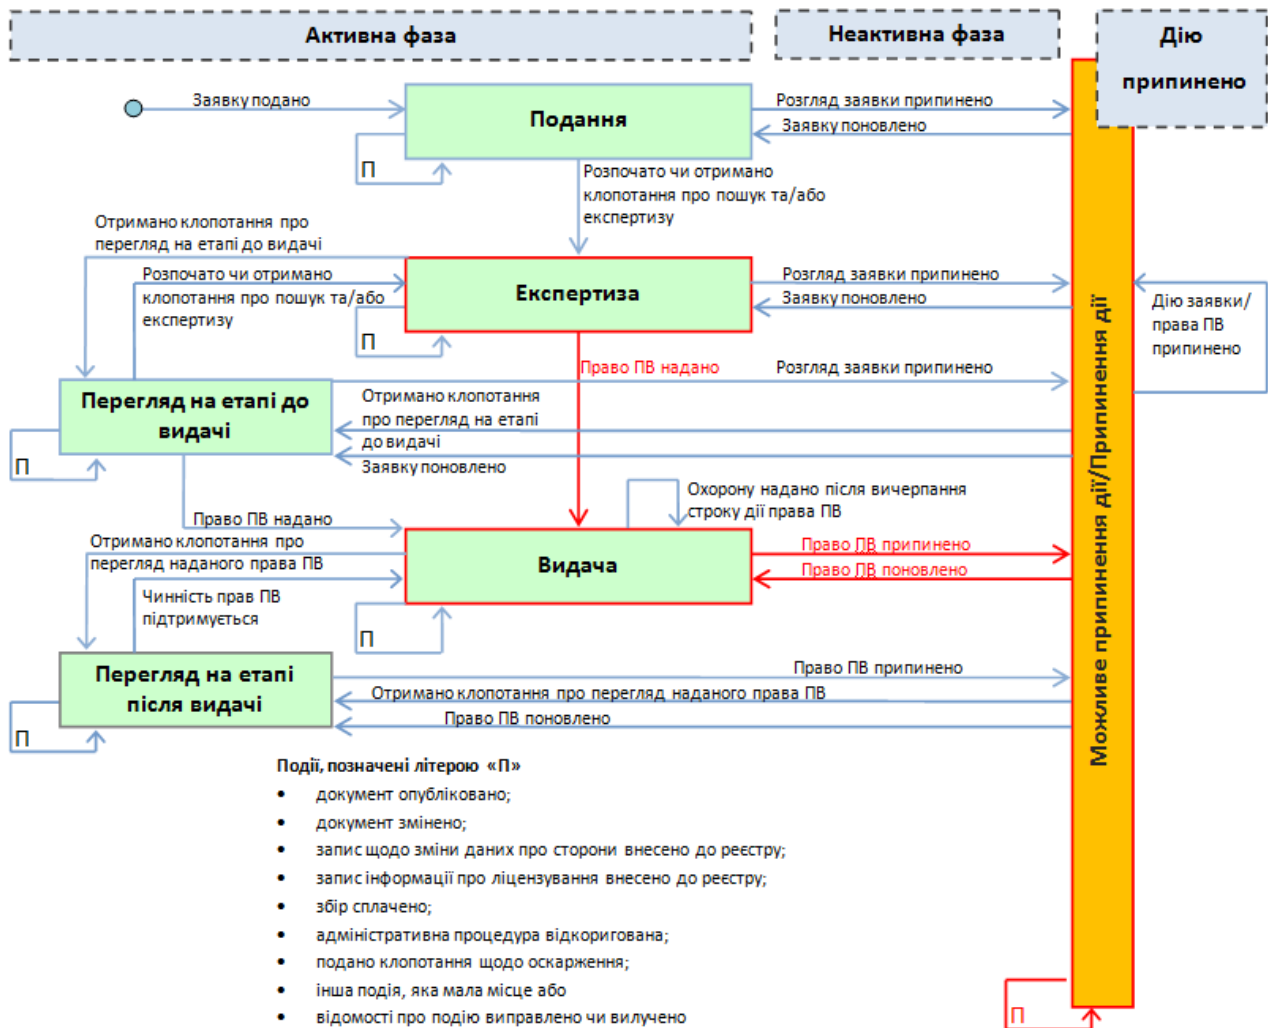 Активна фаза
Неактивна фаза
Дію
припинено
Заявку подано
Подання
Розгляд заявки припинено
Заявку поновлено
П
Розпочато чи отримано
клопотання про пошук та/або
експертизу
Отримано клопотання про
перегляд на етапі до видачі
Розпочато чи отримано
клопотання про пошук та/або
експертизу
Експертиза
Розгляд заявки припинено
Заявку поновлено
П
Дію заявки/
права ПВ
припинено
Право ПВ надано
Розгляд заявки припинено
Перегляд на етапі до
видачі
Отримано клопотання
про перегляд на етапі
до видачі
Заявку поновлено
П
Можливе припинення дії/Припинення дії
Право ПВ надано
Охорону надано після вичерпання
строку дії права ПВ
Отримано клопотання про
перегляд наданого права ПВ
Видача
Право ПВ припинено
Право ПВ поновлено
Чинність прав ПВ
підтримується
П
Перегляд на етапі
після видачі
Право ПВ припинено
Отримано клопотання про перегляд наданого права ПВ
Право ПВ поновлено
П
Події, позначені літерою «П»
• документ опубліковано;
• документ змінено;
• запис щодо зміни даних про сторони внесено до реєстру;
• запис інформації про ліцензування внесено до реєстру;
• збір сплачено;
• адміністративна процедура відкоригована;
• подано клопотання щодо оскарження;
• інша подія, яка мала місце або
• відомості про подію виправлено чи вилучено
П